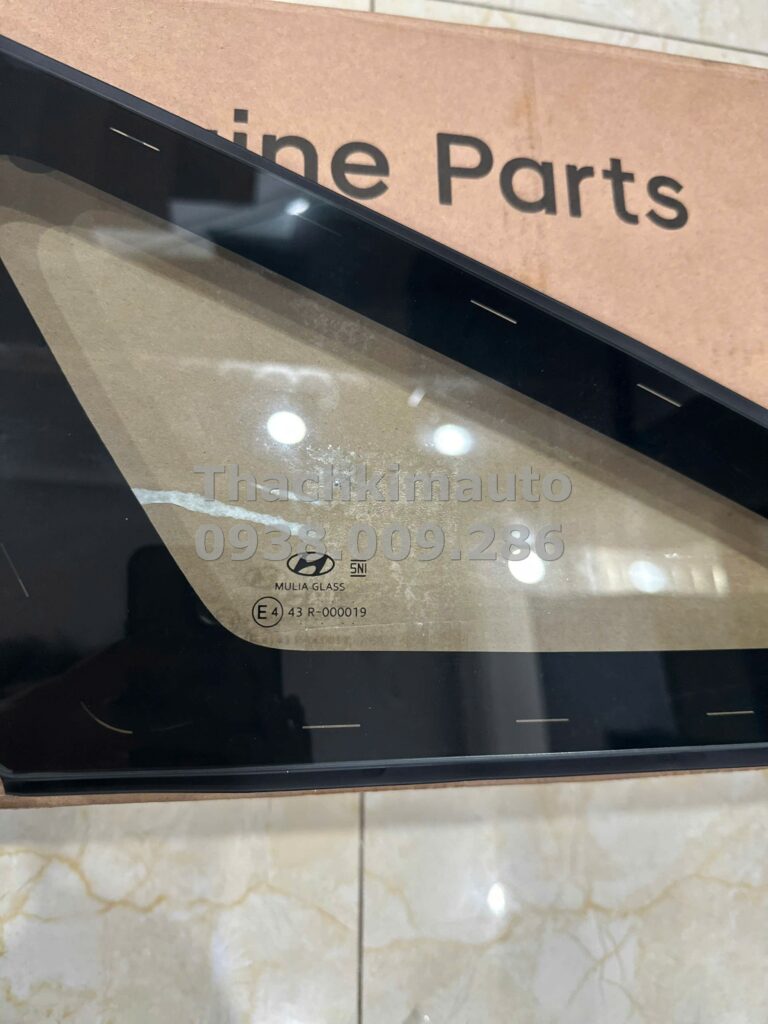 ine Parts
Thachkimauto
0938.009.286
SNI
MULIA GLASS
E4 43 R-000019